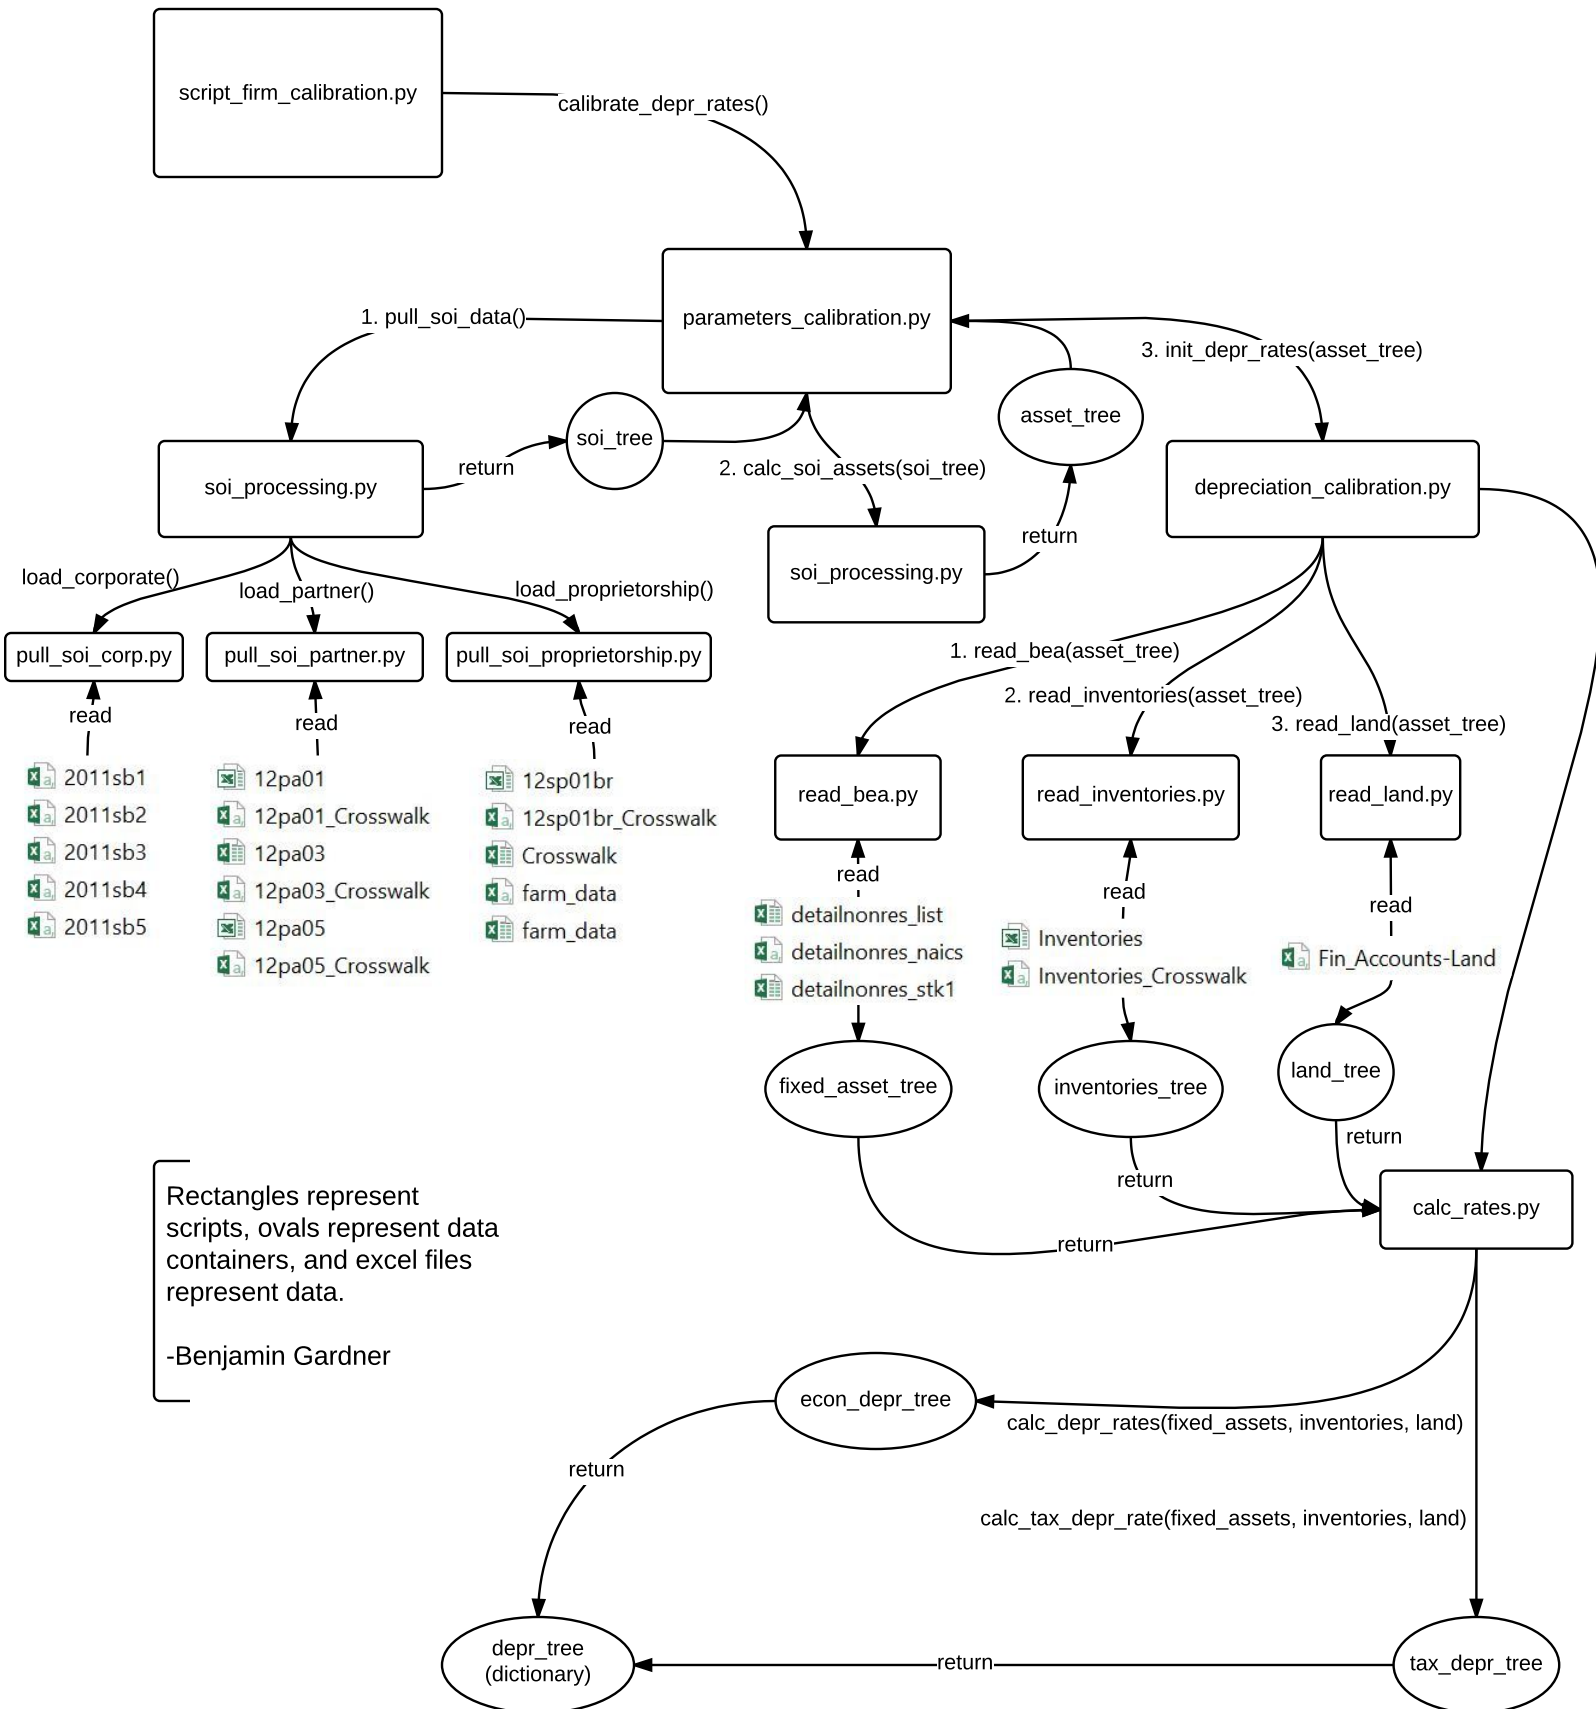 script_firm_calibration.py
calibrate_depr_rates()
parameters_calibration.py
1. pull_soi_data()
3. init_depr_rates(asset_tree)
asset_tree
soi_tree
return
2. calc_soi_assets(soi_tree)
soi_processing.py
depreciation_calibration.py
return
soi_processing.py
load_corporate()
load_partner()
load_proprietorship()
pull_soi_corp.py
pull_soi_partner.py
pull_soi_proprietorship.py
1. read_bea(asset_tree)
2. read_inventories(asset_tree)
3. read_land(asset_tree)
read
read
read
2011sb1
2011sb2
2011sb3
2011sb4
2011sb5
12pa01
12pa01_Crosswalk
12pa03
12pa03_Crosswalk
12pa05
12pa05_Crosswalk
12sp01br
12sp01br_Crosswalk
Crosswalk
farm_data
farm_data
read_bea.py
read_inventories.py
read_land.py
read
read
read
detailnonres_list
detailnonres_naics
detailnonres_stk1
Inventories
Inventories_Crosswalk
Fin_Accounts-Land
fixed_asset_tree
inventories_tree
land_tree
return
return
return
calc_rates.py
Rectangles represent
scripts, ovals represent data
containers, and excel files
represent data.
-Benjamin Gardner
econ_depr_tree
calc_depr_rates(fixed_assets, inventories, land)
return
calc_tax_depr_rate(fixed_assets, inventories, land)
depr_tree
(dictionary)
return
tax_depr_tree